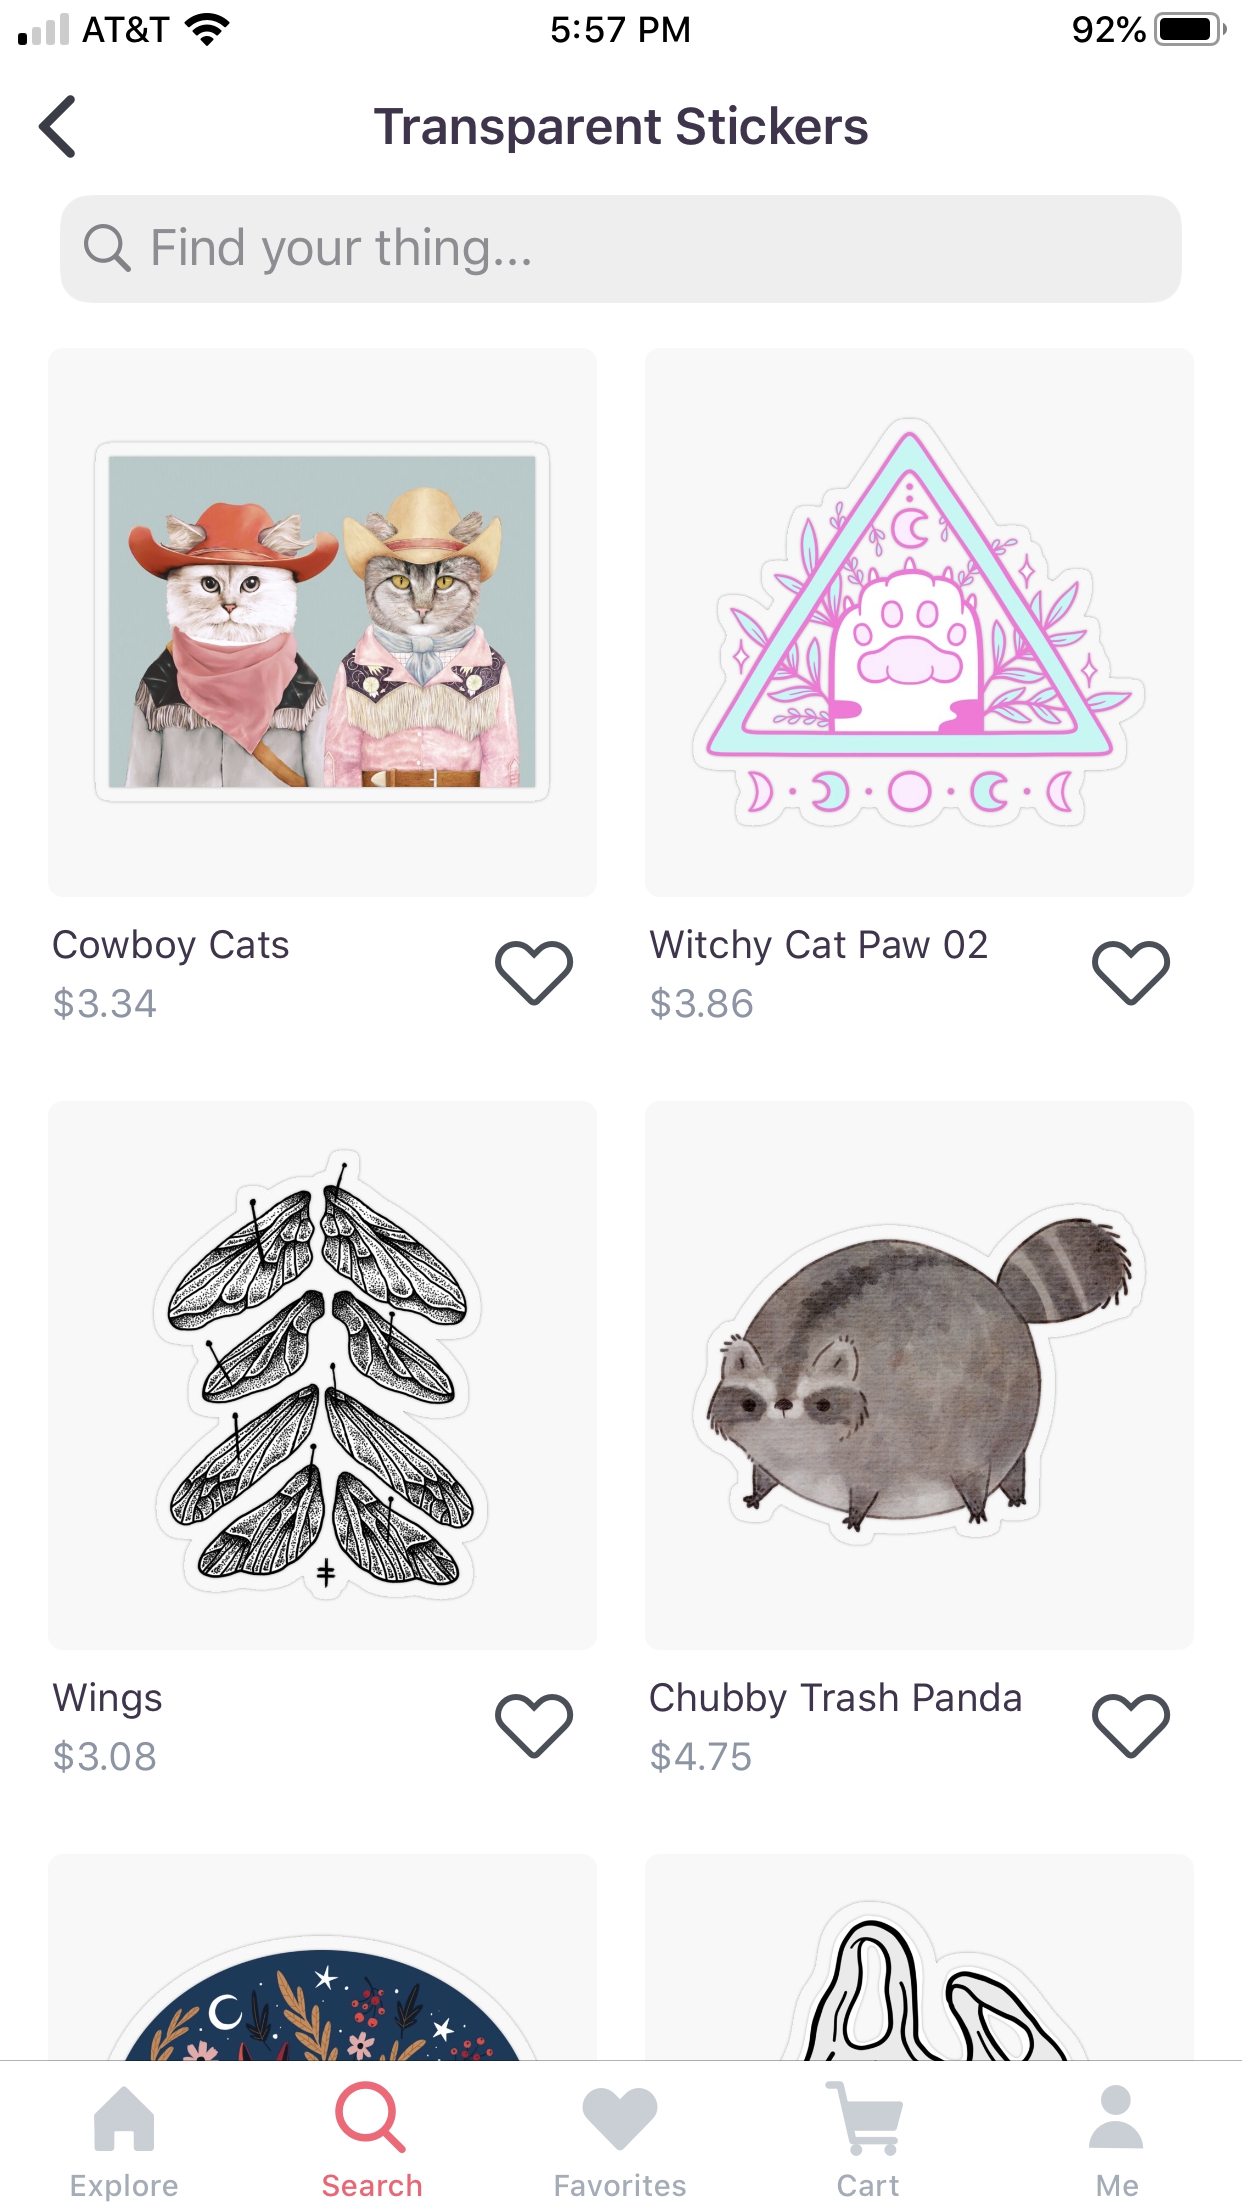 AT&T 5:57 PM 92%
Transparent Stickers
Find your thing...
Cowboy Cats
$3.34
Witchy Cat Paw 02
$3.86
Wings
$3.08
Chubby Trash Panda
$4.75
Explore Search Favorites Cart Me